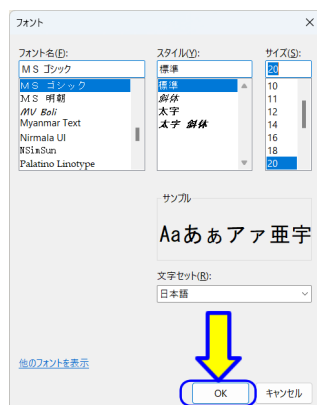 フォント
フォント名(F):
ＭＳ ゴシック
ＭＳ ゴシック
ＭＳ 明朝
MV Boli
Myanmar Text
Nirmala UI
NSimSun
Palatino Linotype
スタイル(Y):
標準
標準
斜体
太字
太字 斜体
サイズ(S):
20
10
11
12
14
16
18
20
サンプル
Aaあぁアァ亜宇
文字セット(R):
日本語
他のフォントを表示
OK
キャンセル